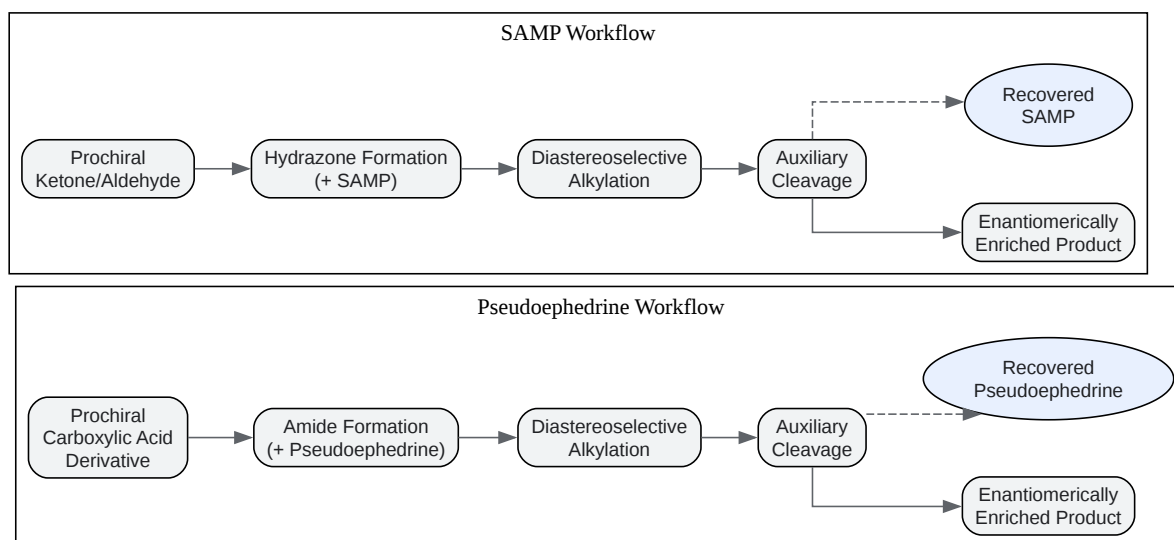 SAMP Workflow
Prochiral
Ketone/Aldehyde
Hydrazone Formation
(+ SAMP)
Diastereoselective
Alkylation
Auxiliary
Cleavage
Recovered
SAMP
Enantiomerically
Enriched Product
Pseudoephedrine Workflow
Prochiral
Carboxylic Acid
Derivative
Amide Formation
(+ Pseudoephedrine)
Diastereoselective
Alkylation
Auxiliary
Cleavage
Recovered
Pseudoephedrine
Enantiomerically
Enriched Product